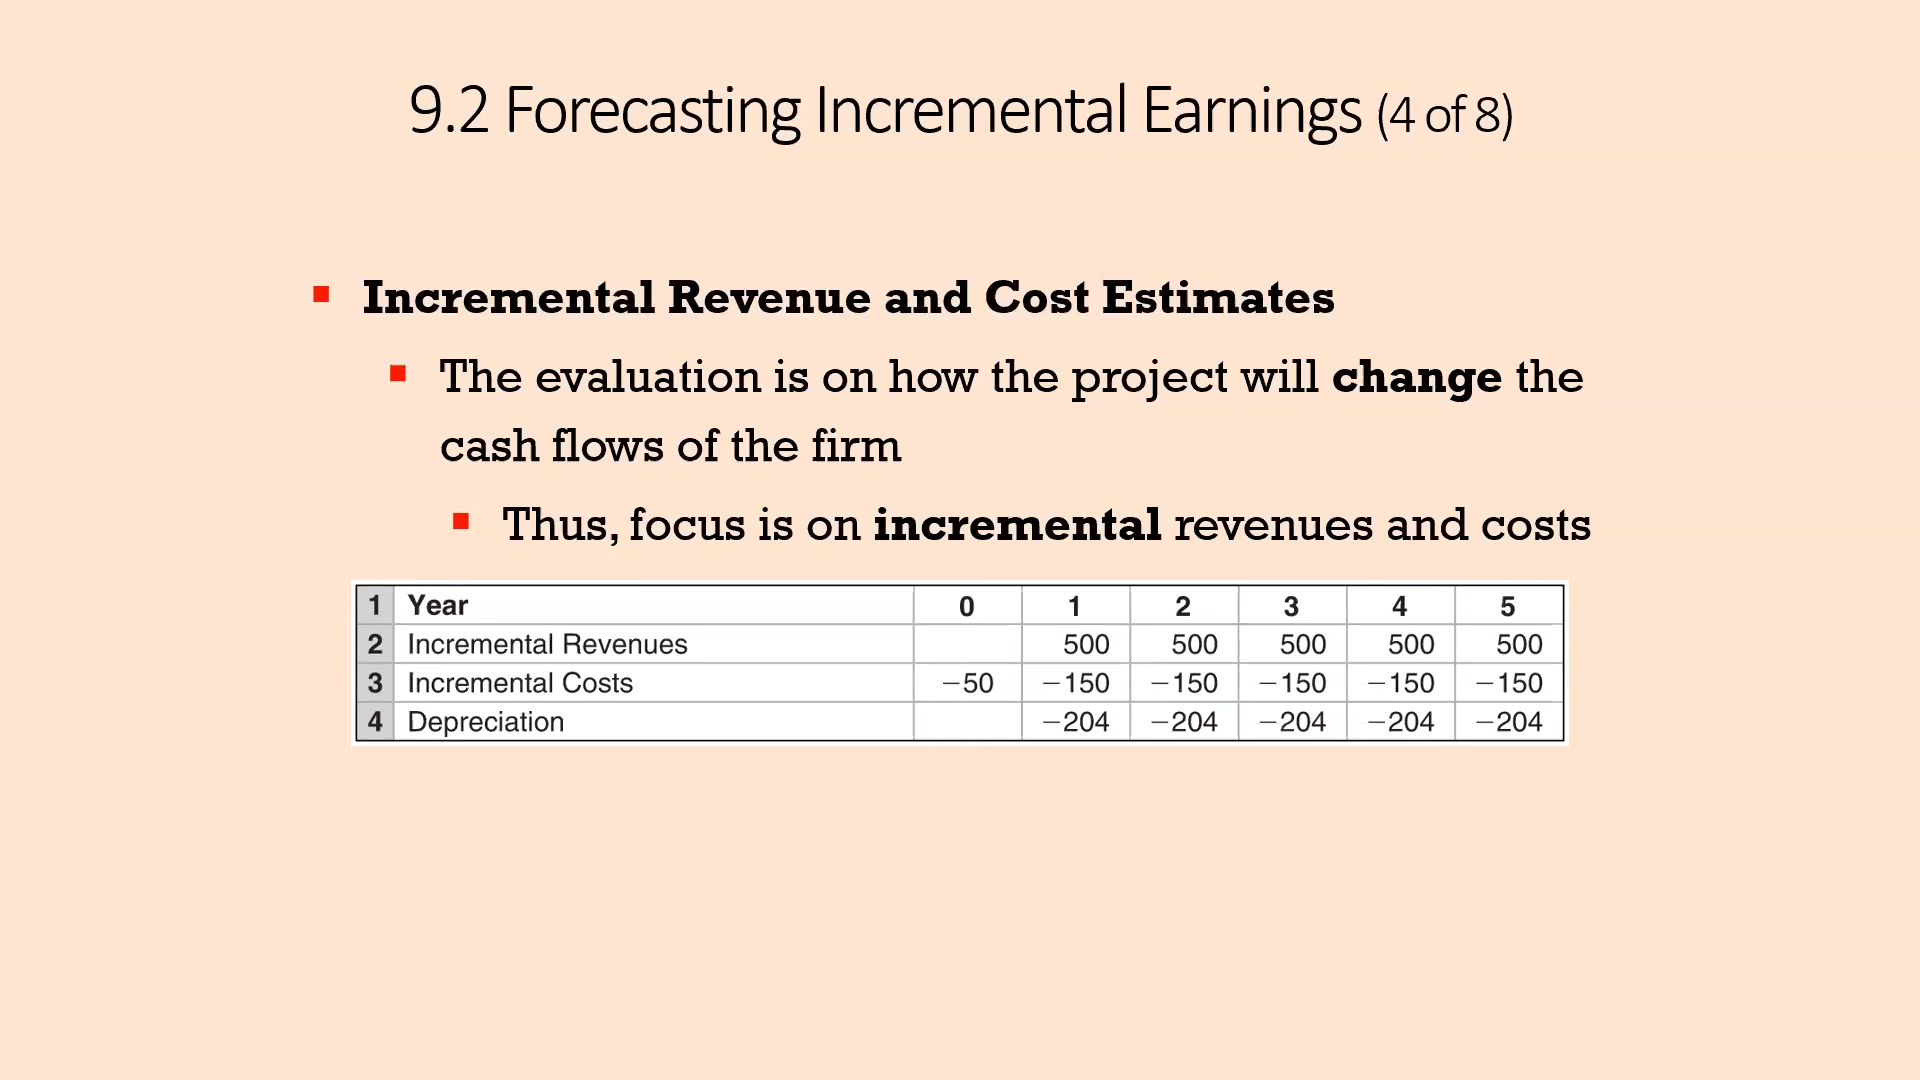 9.2 Forecasting Incremental Earnings (4 of 8)
Incremental Revenue and Cost Estimates
The evaluation is on how the project will change the
cash flows of the firm
Thus, focus is on incremental revenues and costs
1 Year 0 1 2 3 4 5
2 Incremental Revenues 500 500 500 500 500
3 Incremental Costs −50 −150 −150 −150 −150 −150
4 Depreciation −204 −204 −204 −204 −204